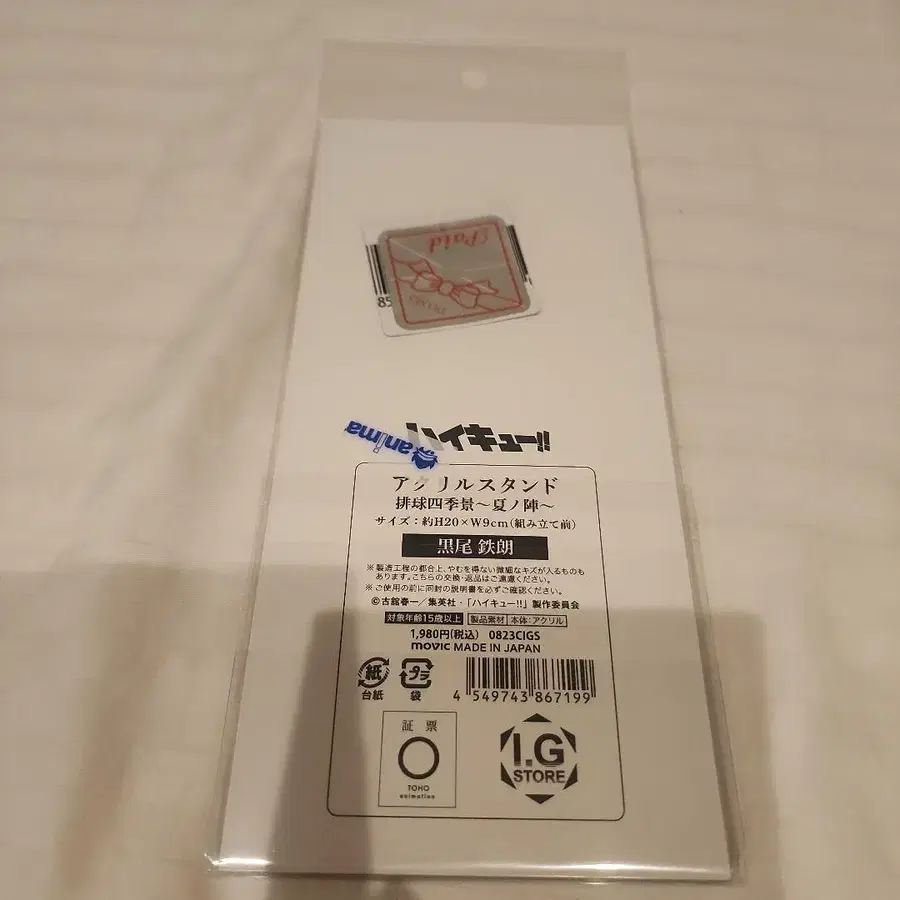 Paid
85
anima
ハイキュー!!
アクリルスタンド
排球四季景～夏ノ陣～
サイズ：約H20×W9cm（組み立て前）
黒尾 鉄朗
※製造工程の都合上、やむを得ない微細なキズが入るものも
あります。こちらの交換・返品はご遠慮ください。
※ご使用の前に同封の説明書を必ずご確認ください。
©古舘春一／集英社・「ハイキュー!!」製作委員会
対象年齢15歳以上 製品素材 本体：アクリル
1,980円(税込) 0823CIGS
movic MADE IN JAPAN
紙 プラ
台紙 袋
4 549743 867199
証 票
TOHO
animation
I.G
STORE